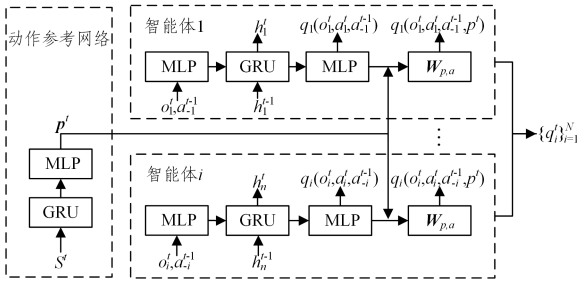 动作参考网络
p^t
MLP
GRU
S^t
智能体1
h_1^t
q_1(o_1^t,a_1^t,a_{-1}^{t-1})
q_1(o_1^t,a_1^t,a_{-1}^{t-1},p^t)
MLP
GRU
MLP
W_{p,a}
o_1^t,a_{-1}^{t-1}
h_1^{t-1}
⋮
{q_i^t}_{i=1}^N
智能体i
h_n^t
q_i(o_i^t,a_i^t,a_{-i}^{t-1})
q_i(o_i^t,a_i^t,a_{-i}^{t-1},p^t)
MLP
GRU
MLP
W_{p,a}
o_i^t,a_{-i}^{t-1}
h_n^{t-1}